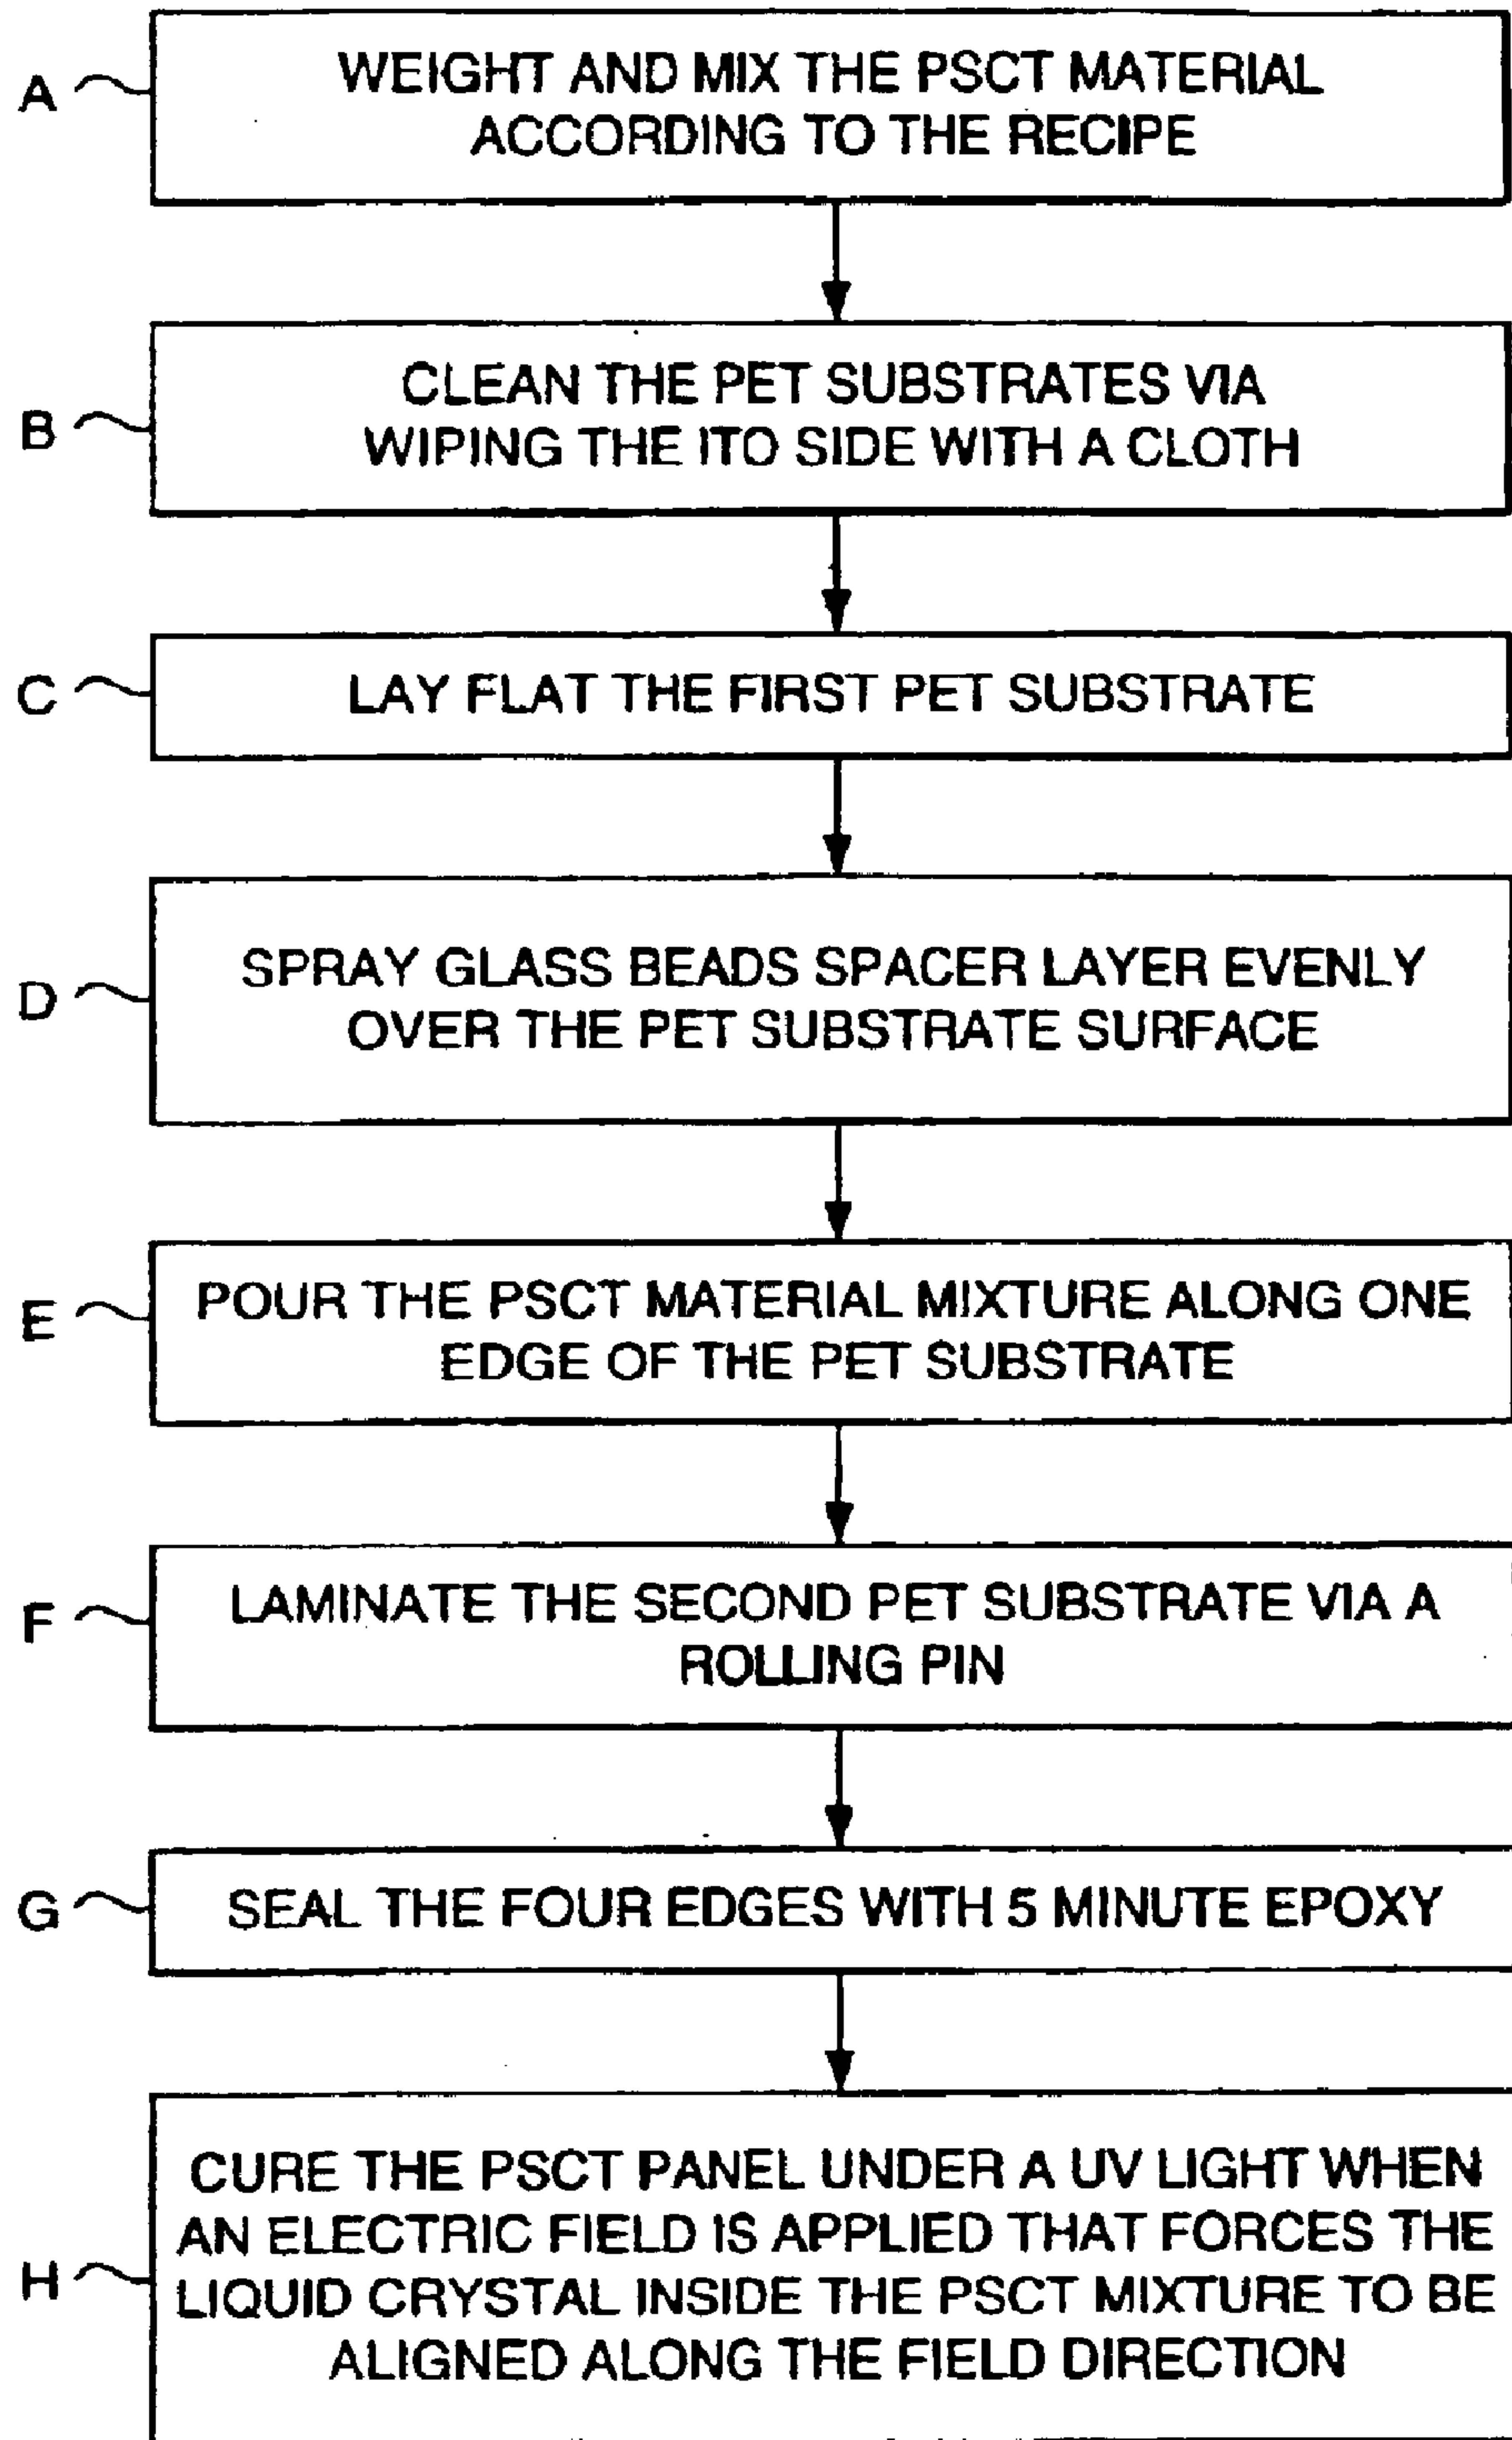 A
WEIGHT AND MIX THE PSCT MATERIAL
ACCORDING TO THE RECIPE
B
CLEAN THE PET SUBSTRATES VIA
WIPING THE ITO SIDE WITH A CLOTH
C
LAY FLAT THE FIRST PET SUBSTRATE
D
SPRAY GLASS BEADS SPACER LAYER EVENLY
OVER THE PET SUBSTRATE SURFACE
E
POUR THE PSCT MATERIAL MIXTURE ALONG ONE
EDGE OF THE PET SUBSTRATE
F
LAMINATE THE SECOND PET SUBSTRATE VIA A
ROLLING PIN
G
SEAL THE FOUR EDGES WITH 5 MINUTE EPOXY
H
CURE THE PSCT PANEL UNDER A UV LIGHT WHEN
AN ELECTRIC FIELD IS APPLIED THAT FORCES THE
LIQUID CRYSTAL INSIDE THE PSCT MIXTURE TO BE
ALIGNED ALONG THE FIELD DIRECTION